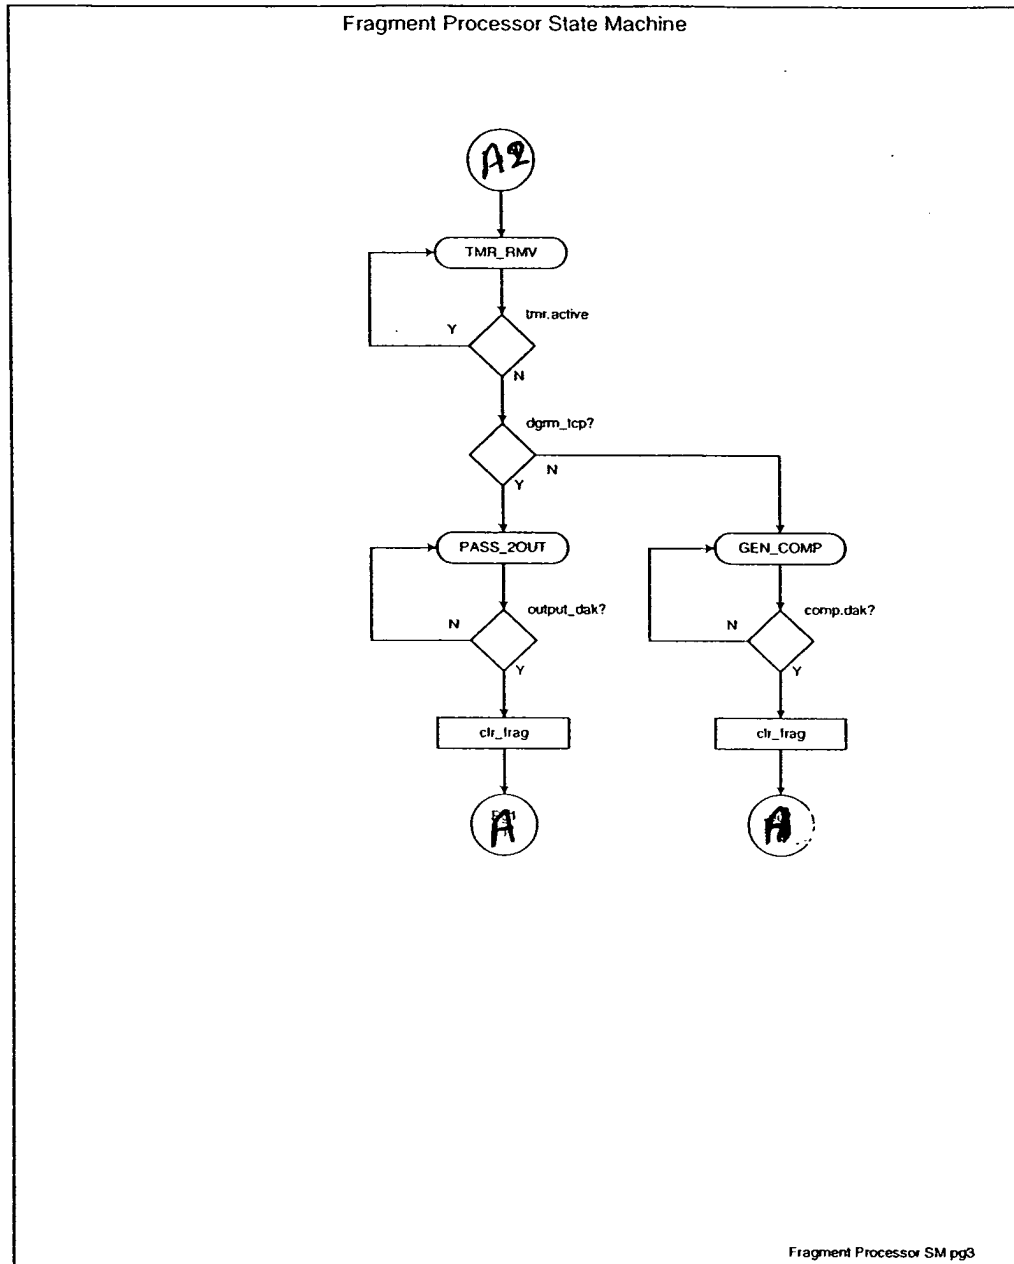 Fragment Processor State Machine
A2
TMR_RMV
tmr.active
Y
N
dgrm_tcp?
N
Y
PASS_2OUT
GEN_COMP
output_dak?
comp.dak?
N
N
Y
Y
clr_frag
clr_frag
A
A
Fragment Processor SM pg3